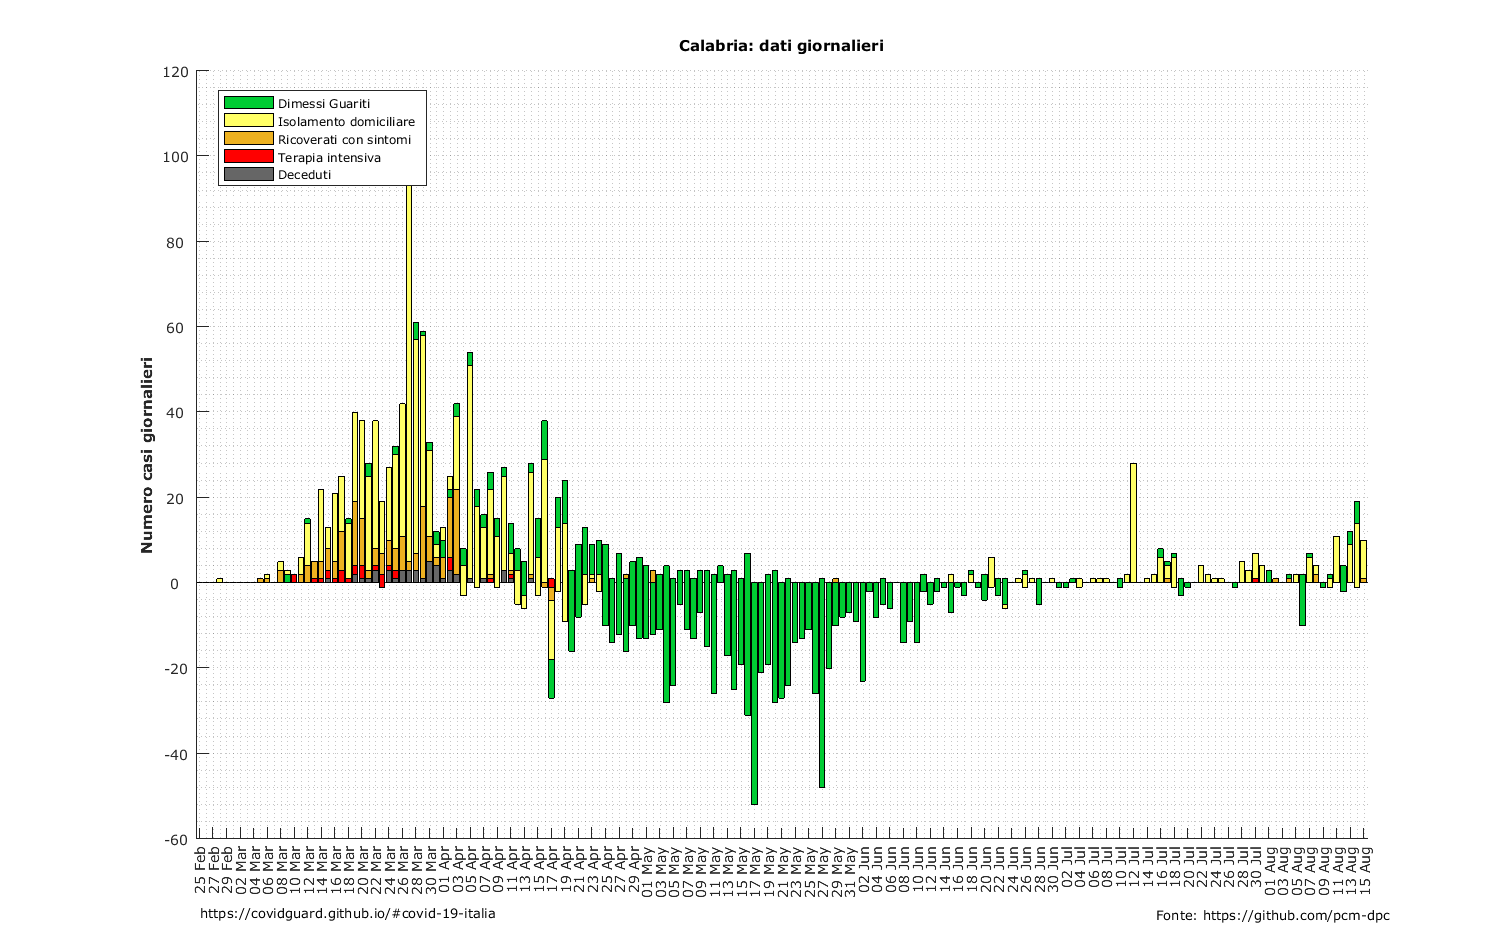 Calabria: dati giornalieri
Numero casi giornalieri
120
100
80
60
40
20
0
-20
-40
-60
Dimessi Guariti
Isolamento domiciliare
Ricoverati con sintomi
Terapia intensiva
Deceduti
25 Feb
27 Feb
29 Feb
02 Mar
04 Mar
06 Mar
08 Mar
10 Mar
12 Mar
14 Mar
16 Mar
18 Mar
20 Mar
22 Mar
24 Mar
26 Mar
28 Mar
30 Mar
01 Apr
03 Apr
05 Apr
07 Apr
09 Apr
11 Apr
13 Apr
15 Apr
17 Apr
19 Apr
21 Apr
23 Apr
25 Apr
27 Apr
29 Apr
01 May
03 May
05 May
07 May
09 May
11 May
13 May
15 May
17 May
19 May
21 May
23 May
25 May
27 May
29 May
31 May
02 Jun
04 Jun
06 Jun
08 Jun
10 Jun
12 Jun
14 Jun
16 Jun
18 Jun
20 Jun
22 Jun
24 Jun
26 Jun
28 Jun
30 Jun
02 Jul
04 Jul
06 Jul
08 Jul
10 Jul
12 Jul
14 Jul
16 Jul
18 Jul
20 Jul
22 Jul
24 Jul
26 Jul
28 Jul
30 Jul
01 Aug
03 Aug
05 Aug
07 Aug
09 Aug
11 Aug
13 Aug
15 Aug
https://covidguard.github.io/#covid-19-italia
Fonte: https://github.com/pcm-dpc